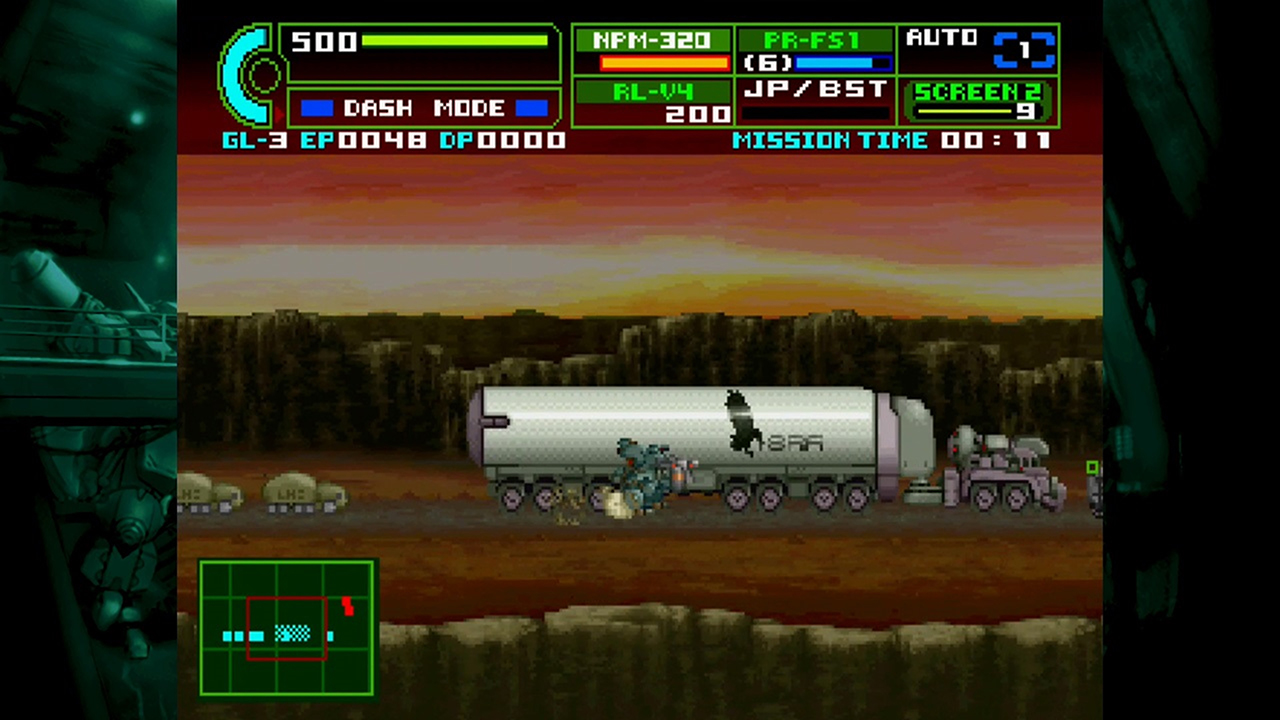 500 NPM-320 PR-FS1 AUTO 1
(6)
DASH MODE RL-V4 JP/BST SCREEN 2
200 9
GL-3 EP0048 DP0000 MISSION TIME 00:11